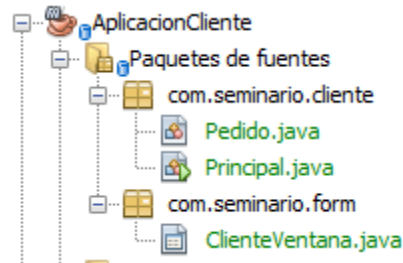 AplicacionCliente
Paquetes de fuentes
com.seminario.cliente
Pedido.java
Principal.java
com.seminario.form
ClienteVentana.java